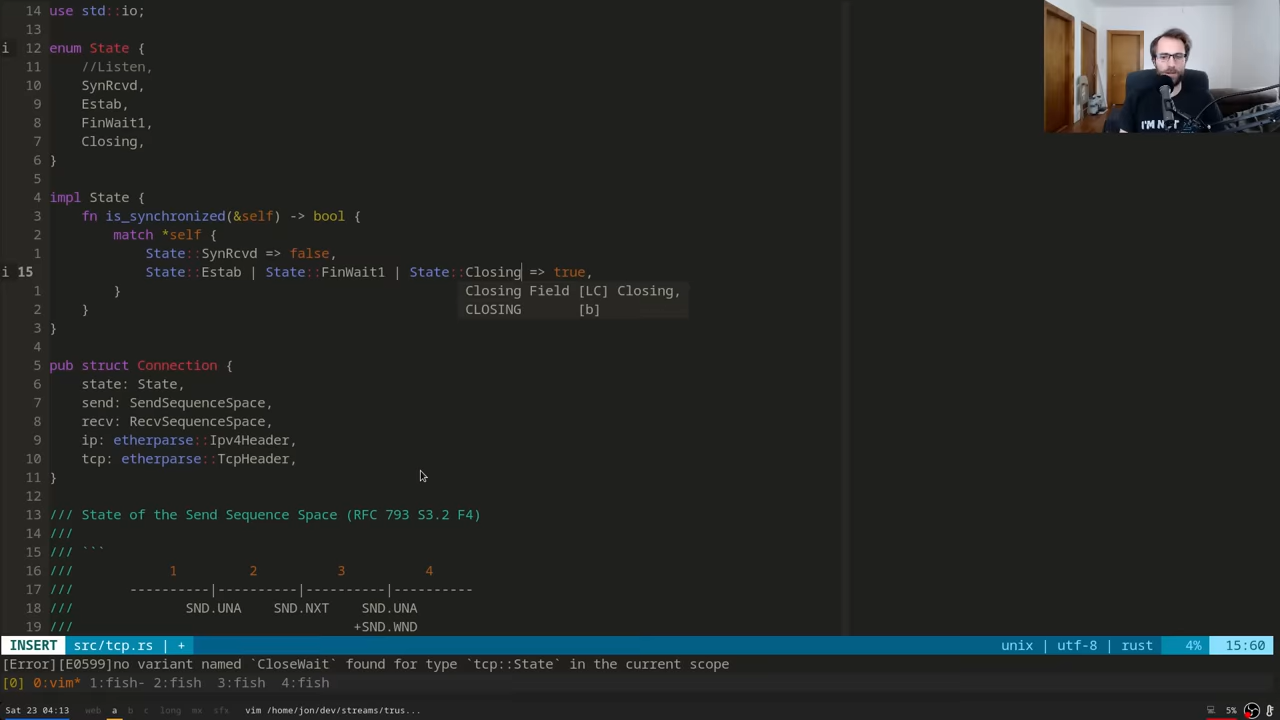 14 use std::io;
13
i 12 enum State {
11     //Listen,
10     SynRcvd,
9     Estab,
8     FinWait1,
7     Closing,
6 }
5
4 impl State {
3     fn is_synchronized(&self) -> bool {
2         match *self {
1             State::SynRcvd => false,
i 15             State::Estab | State::FinWait1 | State::Closing => true,
1         }
Closing Field [LC] Closing,
2     }
CLOSING [b]
3 }
4
5 pub struct Connection {
6     state: State,
7     send: SendSequenceSpace,
8     recv: RecvSequenceSpace,
9     ip: etherparse::Ipv4Header,
10     tcp: etherparse::TcpHeader,
11 }
12
13 /// State of the Send Sequence Space (RFC 793 S3.2 F4)
14 ///
15 /// ```
16 ///            1         2          3          4
17 ///       ----------|----------|----------|----------
18 ///              SND.UNA    SND.NXT    SND.UNA
19 ///                                   +SND.WND
INSERT src/tcp.rs | + unix | utf-8 | rust 4% 15:60
[Error][E0599]no variant named `CloseWait` found for type `tcp::State` in the current scope
[0] 0:vim* 1:fish- 2:fish  3:fish  4:fish
Sat 23 04:13 web a b c long mx sfx vim /home/jon/dev/streams/trus... 5%
I'M N